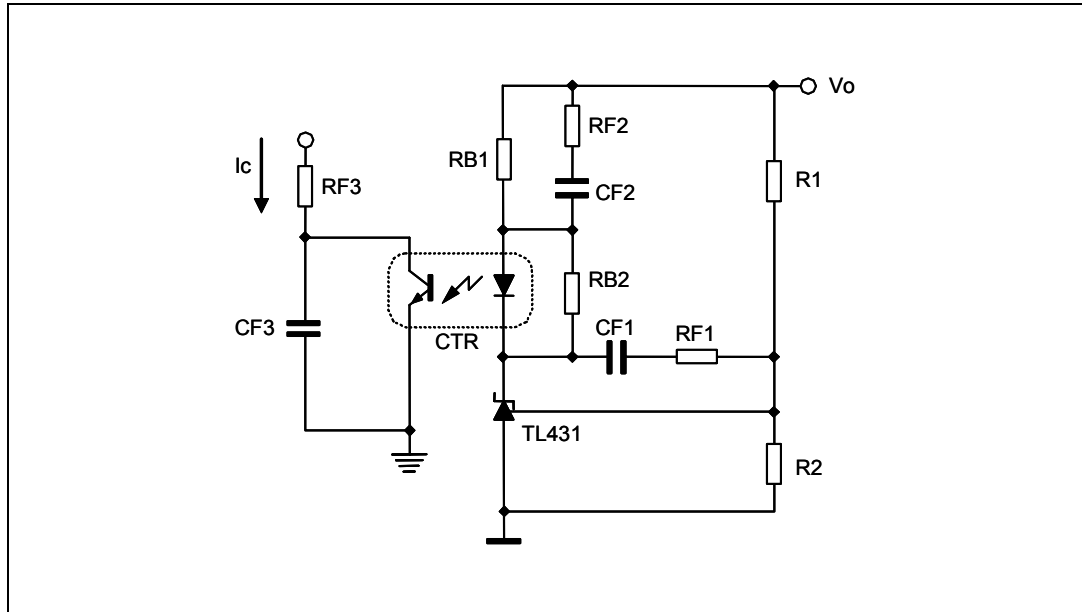 Vo
RF2
RB1
Ic
RF3
CF2
R1
RB2
CF3
CTR
CF1
RF1
TL431
R2